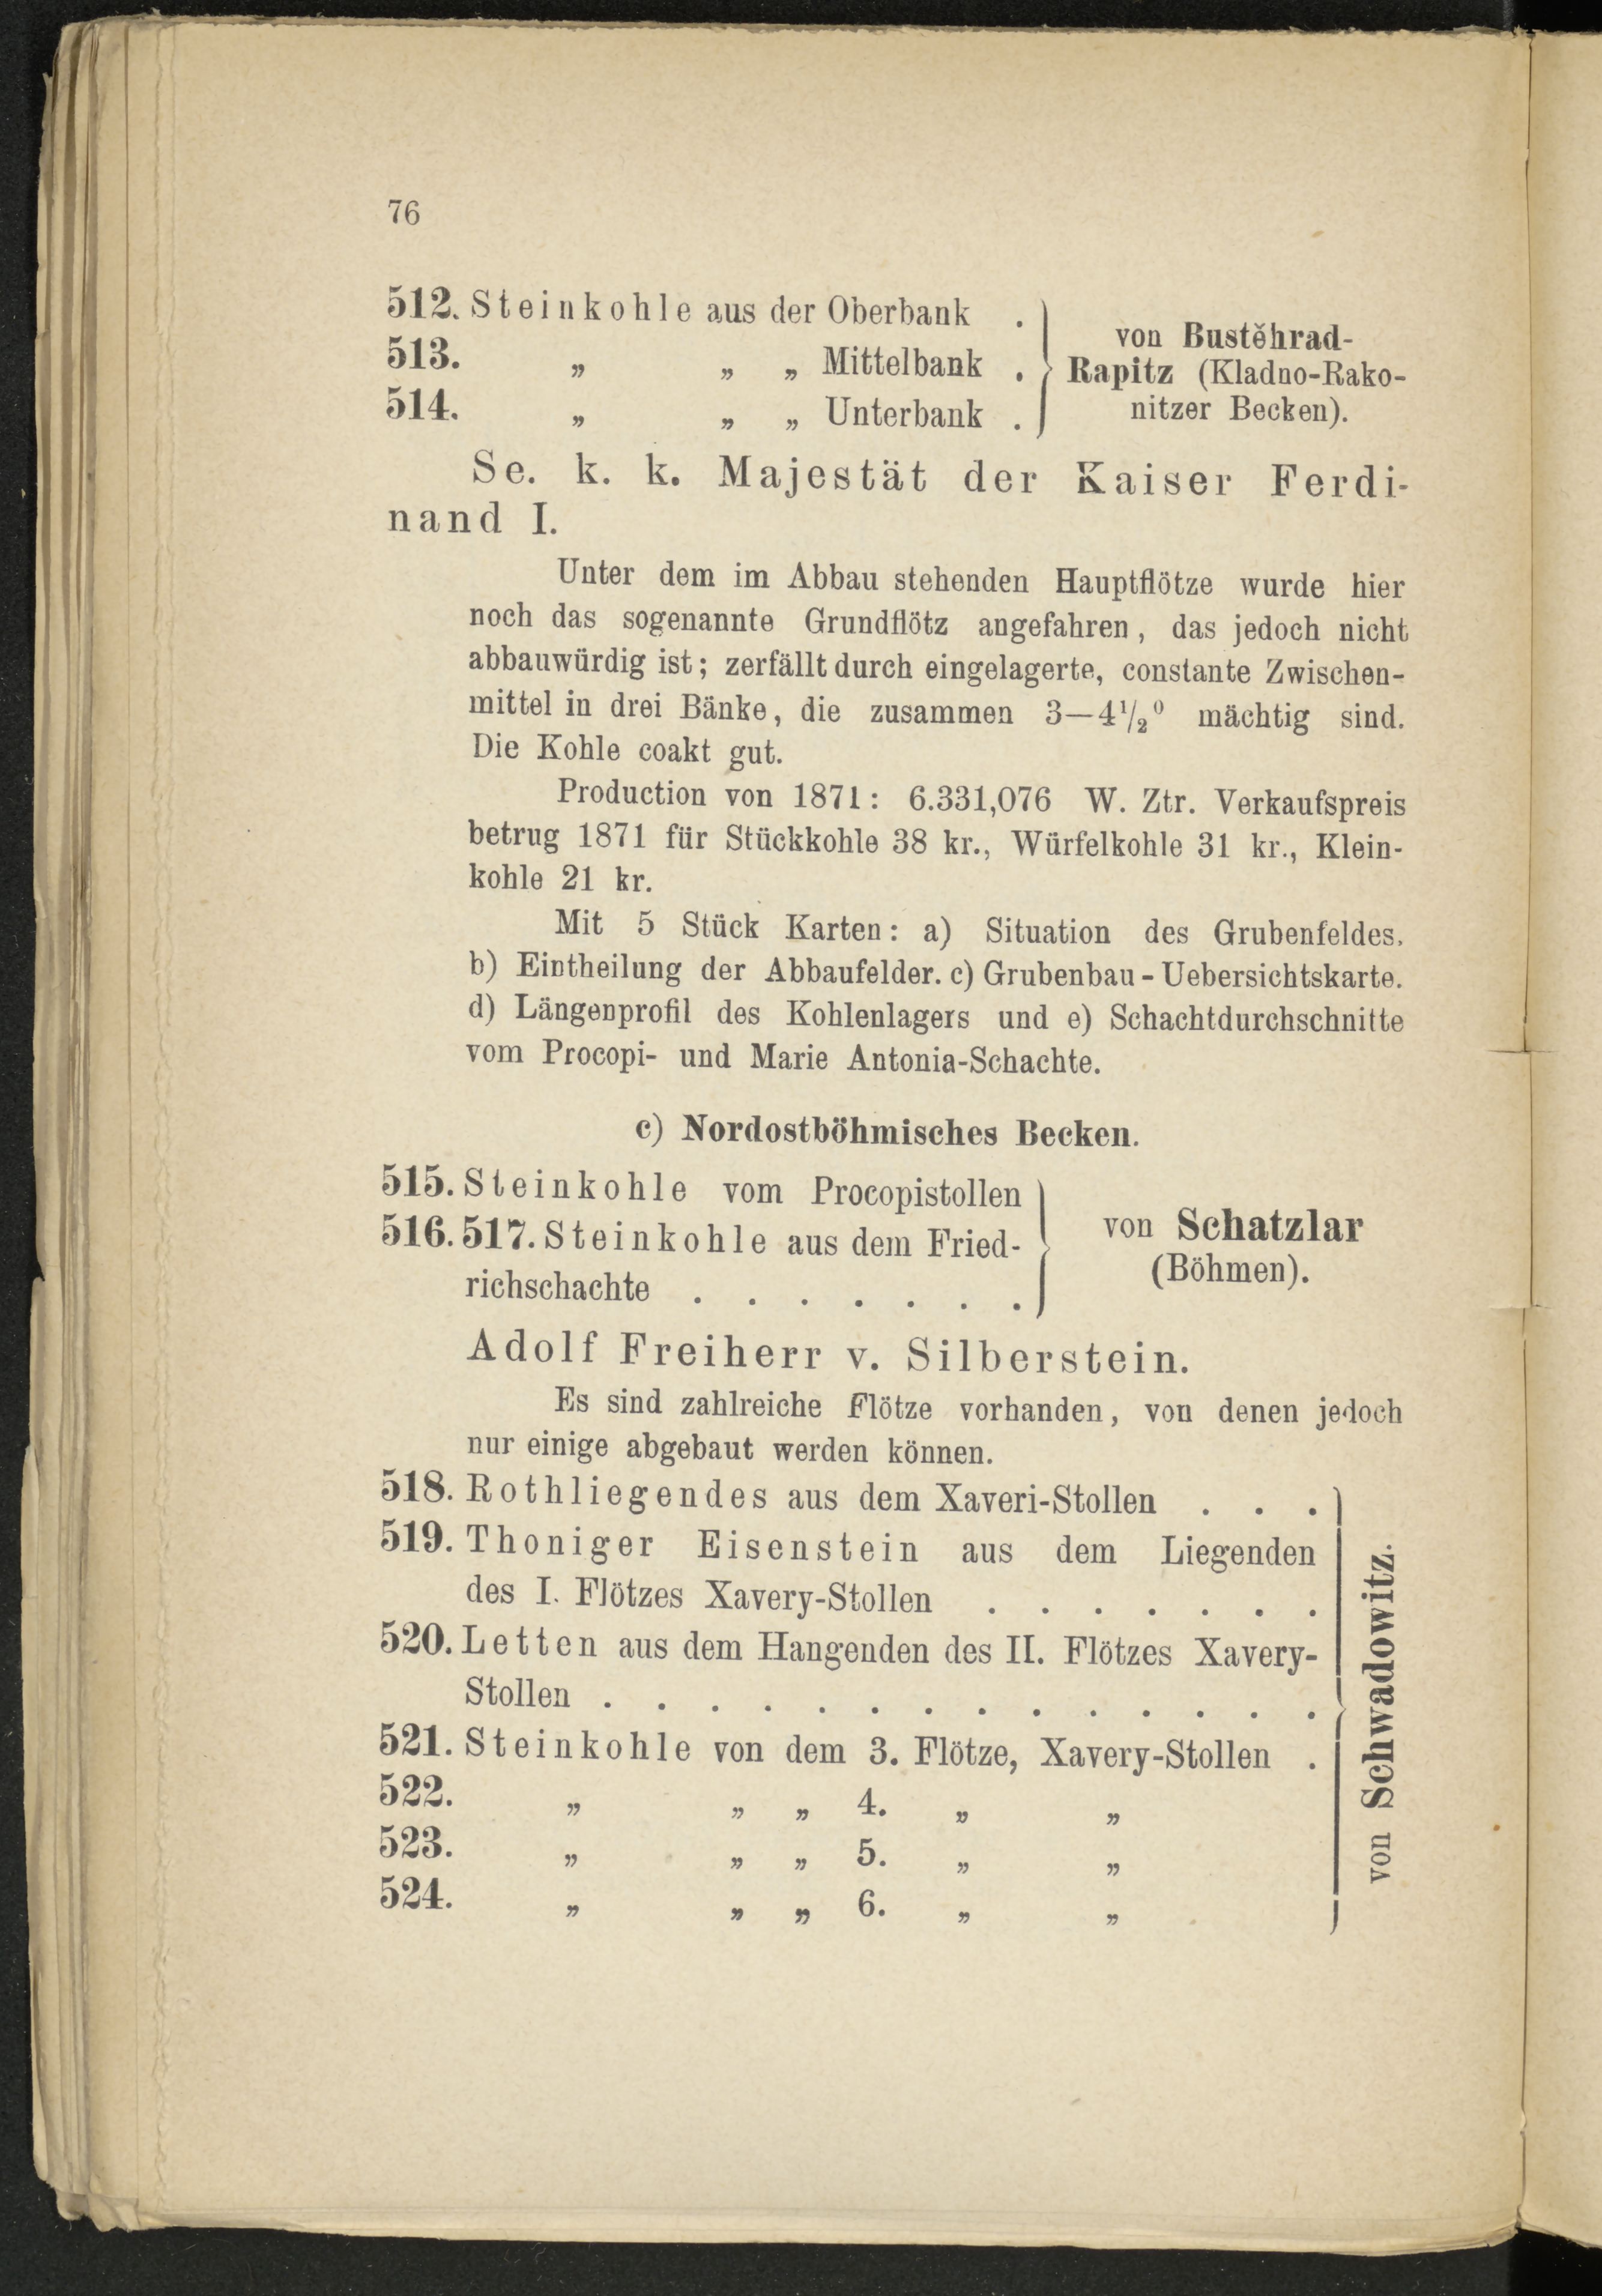 76
512. Steinkohle aus der Oberbank .
513. „ „ „ Mittelbank .
514. „ „ „ Unterbank .
von Bustěhrad-
Rapitz (Kladno-Rako-
nitzer Becken).
Se. k. k. Majestät der Kaiser Ferdi-
nand I.
Unter dem im Abbau stehenden Hauptflötze wurde hier
noch das sogenannte Grundflötz angefahren, das jedoch nicht
abbauwürdig ist; zerfällt durch eingelagerte, constante Zwischen-
mittel in drei Bänke, die zusammen 3—4¹/₂⁰ mächtig sind.
Die Kohle coakt gut.
Production von 1871: 6.331,076 W. Ztr. Verkaufspreis
betrug 1871 für Stückkohle 38 kr., Würfelkohle 31 kr., Klein-
kohle 21 kr.
Mit 5 Stück Karten: a) Situation des Grubenfeldes.
b) Eintheilung der Abbaufelder. c) Grubenbau-Uebersichtskarte.
d) Längenprofil des Kohlenlagers und e) Schachtdurchschnitte
vom Procopi- und Marie Antonia-Schachte.
c) Nordostböhmisches Becken.
515. Steinkohle vom Procopistollen
516. 517. Steinkohle aus dem Fried-
richschachte . . . . . . .
von Schatzlar
(Böhmen).
Adolf Freiherr v. Silberstein.
Es sind zahlreiche Flötze vorhanden, von denen jedoch
nur einige abgebaut werden können.
518. Rothliegendes aus dem Xaveri-Stollen . . .
519. Thoniger Eisenstein aus dem Liegenden
des I. Flötzes Xavery-Stollen . . . . . . .
520. Letten aus dem Hangenden des II. Flötzes Xavery-
Stollen . . . . . . . . . . . . . .
521. Steinkohle von dem 3. Flötze, Xavery-Stollen .
522. „ „ „ 4. „ „
523. „ „ „ 5. „ „
524. „ „ „ 6. „ „
von Schwadowitz.